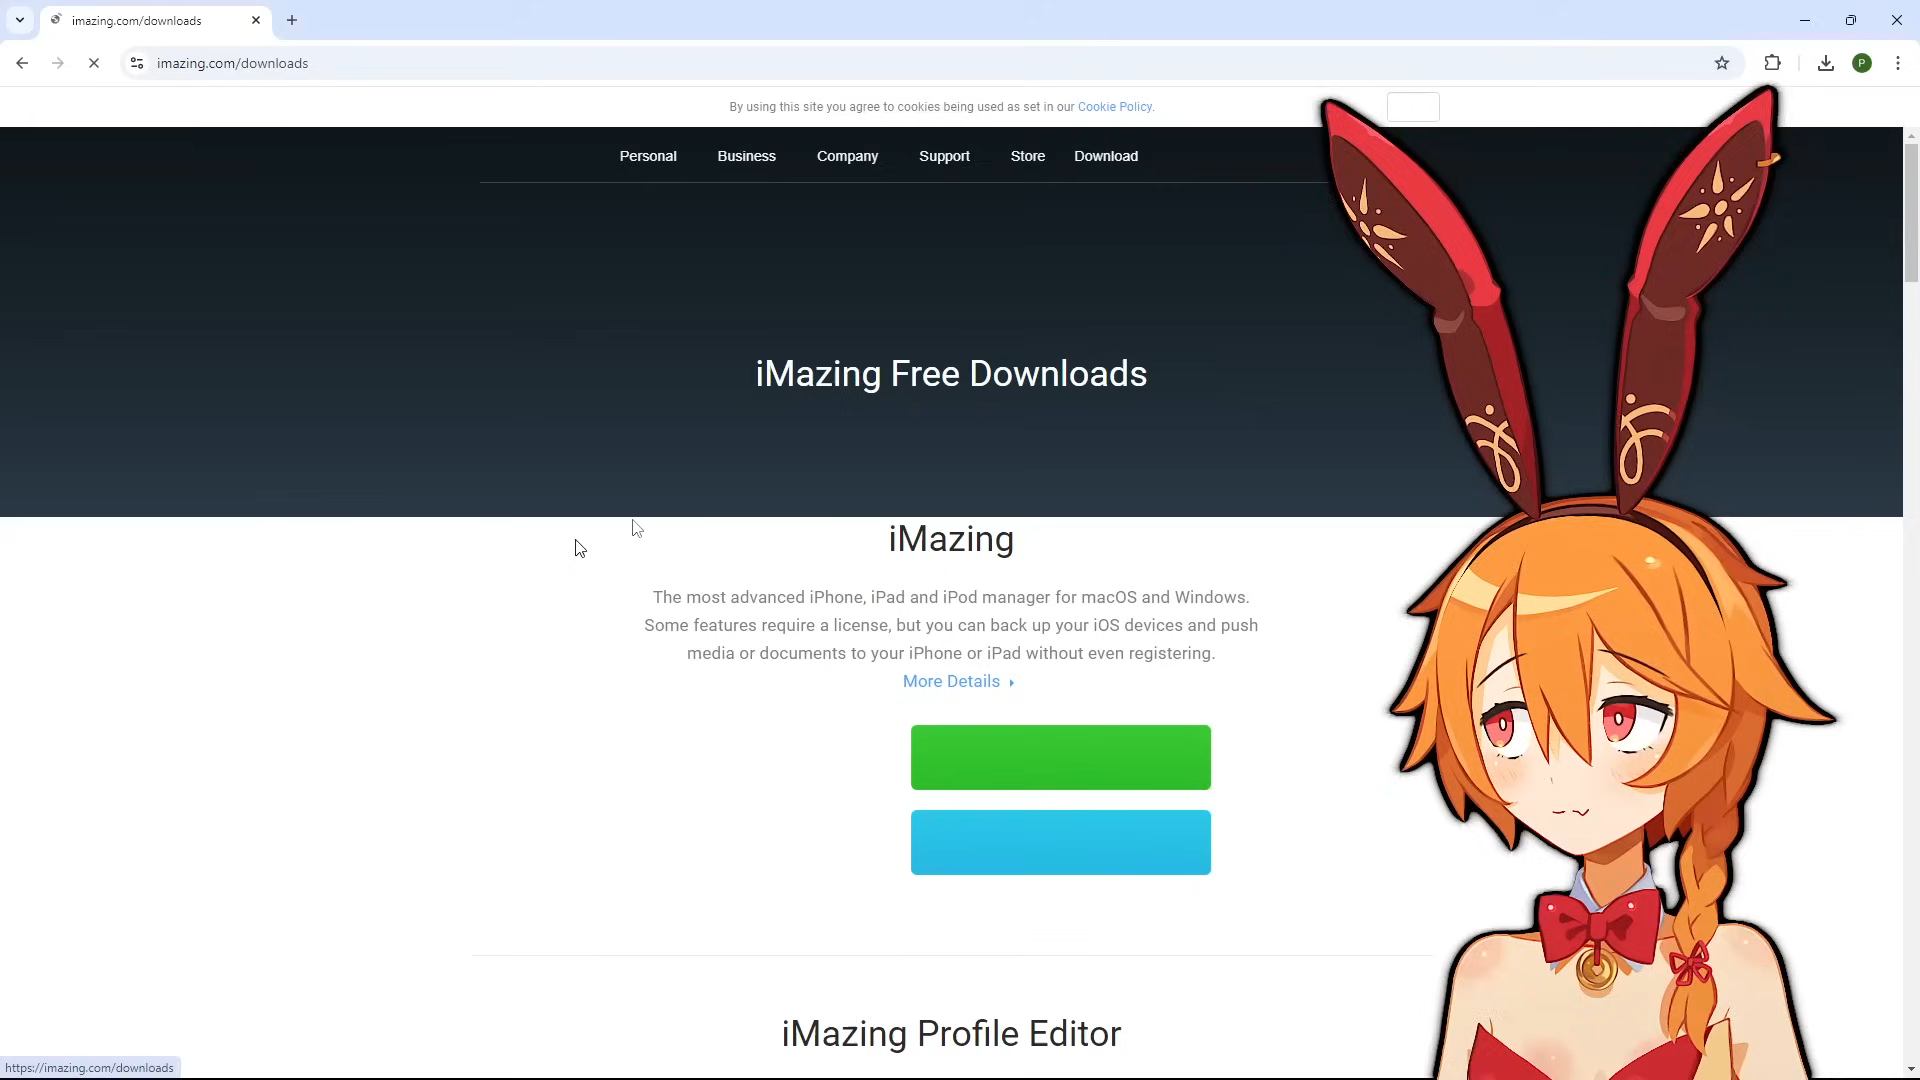 imazing.com/downloads
imazing.com/downloads
P
By using this site you agree to cookies being used as set in our Cookie Policy.
Personal Business Company Support Store Download
iMazing Free Downloads
iMazing
The most advanced iPhone, iPad and iPod manager for macOS and Windows.
Some features require a license, but you can back up your iOS devices and push
media or documents to your iPhone or iPad without even registering.
More Details
iMazing Profile Editor
https://imazing.com/downloads